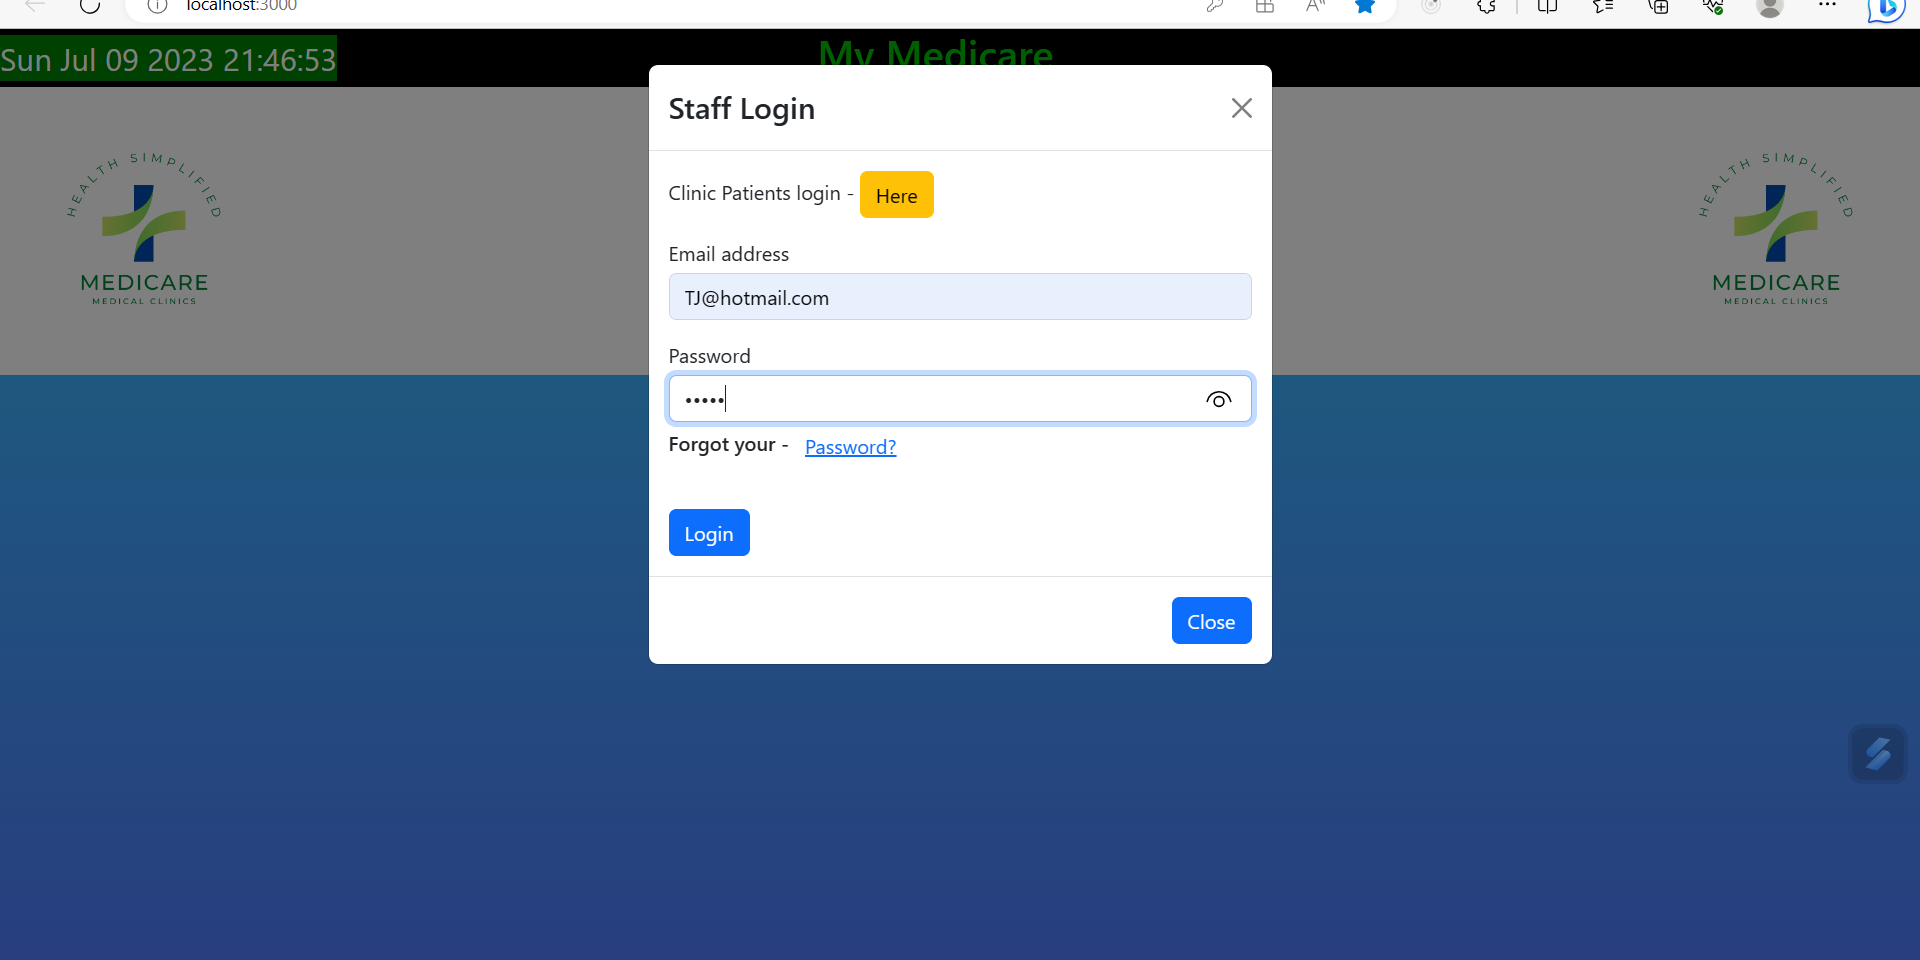 localhost:3000
Sun Jul 09 2023 21:46:53
My Medicare
Staff Login
HEALTH SIMPLIFIED
MEDICARE
MEDICAL CLINICS
Clinic Patients login - Here
Email address
TJ@hotmail.com
Password
•••••
Forgot your - Password?
Login
Close
HEALTH SIMPLIFIED
MEDICARE
MEDICAL CLINICS